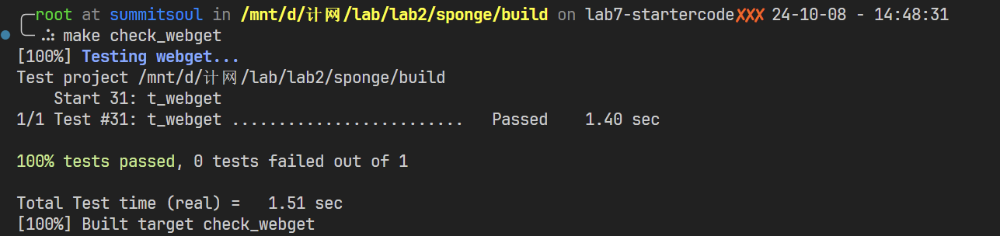 root at summitsoul in /mnt/d/计网/lab/lab2/sponge/build on lab7-startercode✗✗✗ 24-10-08 - 14:48:31
make check_webget
[100%] Testing webget...
Test project /mnt/d/计网/lab/lab2/sponge/build
    Start 31: t_webget
1/1 Test #31: t_webget .........................   Passed    1.40 sec

100% tests passed, 0 tests failed out of 1

Total Test time (real) =   1.51 sec
[100%] Built target check_webget